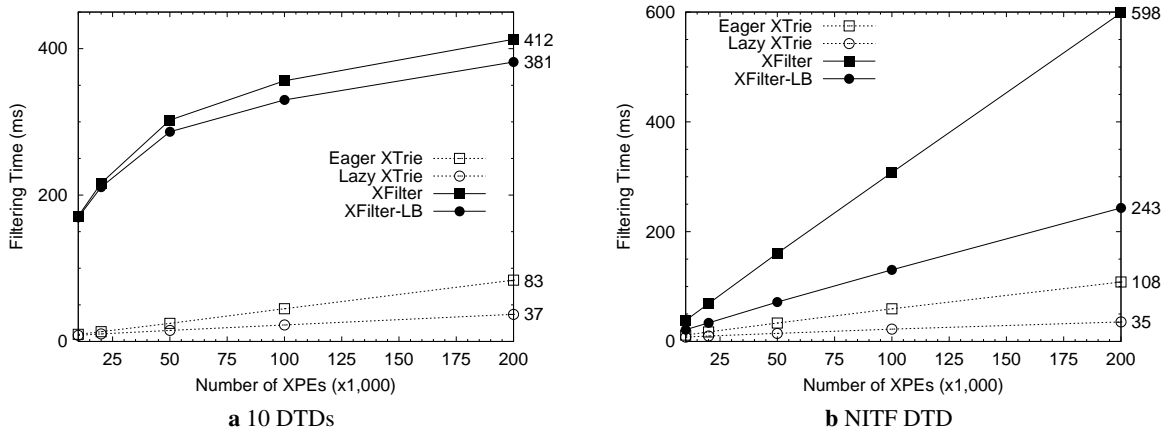 400
200
0
Filtering Time (ms)
Eager XTrie
Lazy XTrie
XFilter
XFilter-LB
412
381
83
37
25 50 75 100 125 150 175 200
Number of XPEs (x1,000)
a 10 DTDs
600
400
200
0
Filtering Time (ms)
Eager XTrie
Lazy XTrie
XFilter
XFilter-LB
598
243
108
35
25 50 75 100 125 150 175 200
Number of XPEs (x1,000)
b NITF DTD